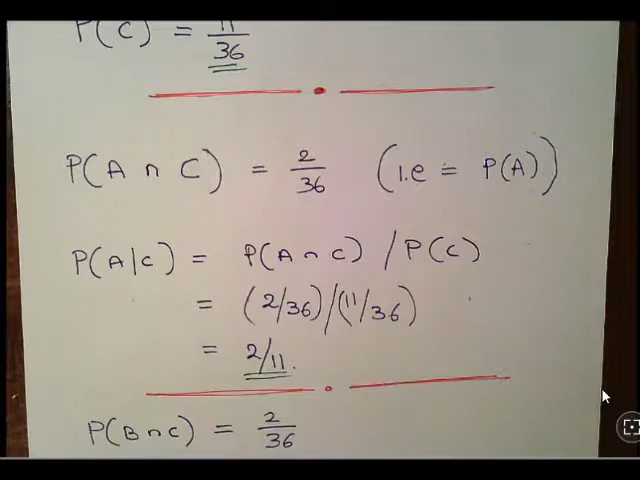 P(C) = 11/36
P(A ∩ C) = 2/36 (i.e = P(A))
P(A|C) = P(A ∩ C) / P(C)
= (2/36)/(11/36)
= 2/11.
P(B ∩ C) = 2/36